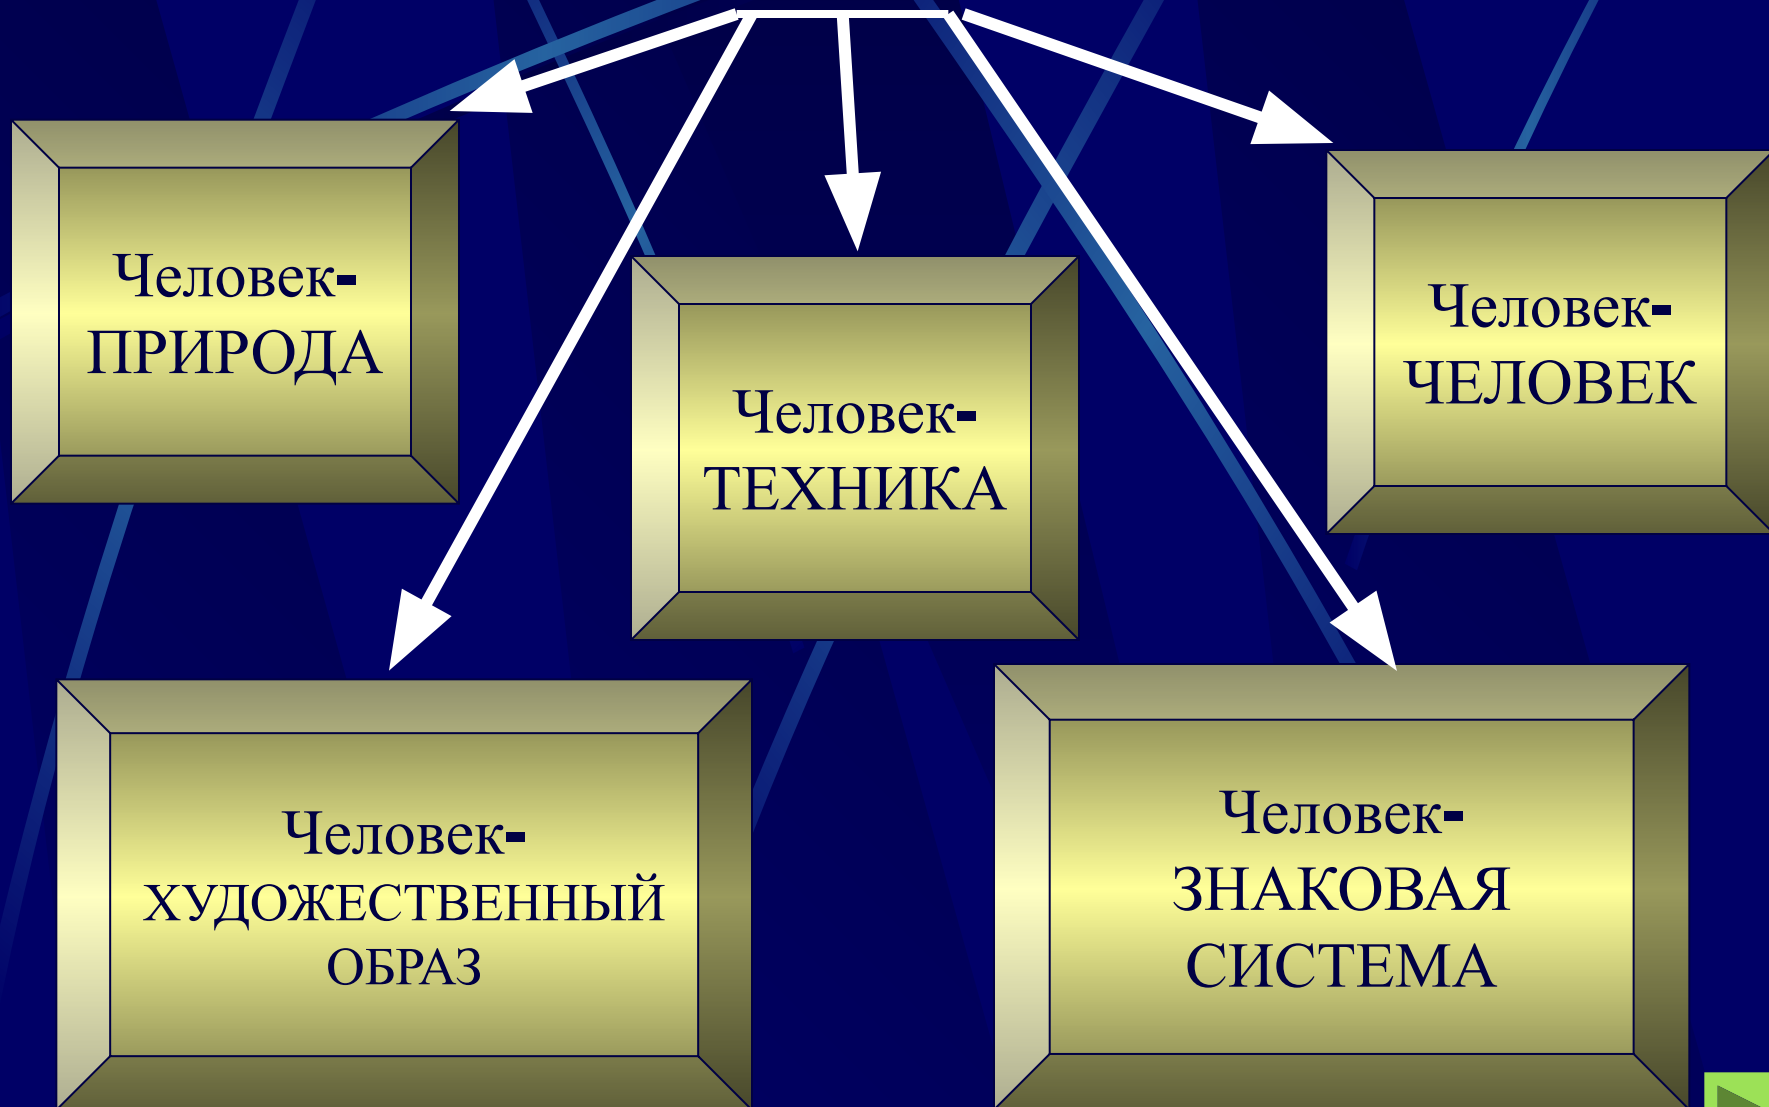 Человек-
ПРИРОДА
Человек-
ТЕХНИКА
Человек-
ЧЕЛОВЕК
Человек-
ХУДОЖЕСТВЕННЫЙ
ОБРАЗ
Человек-
ЗНАКОВАЯ
СИСТЕМА